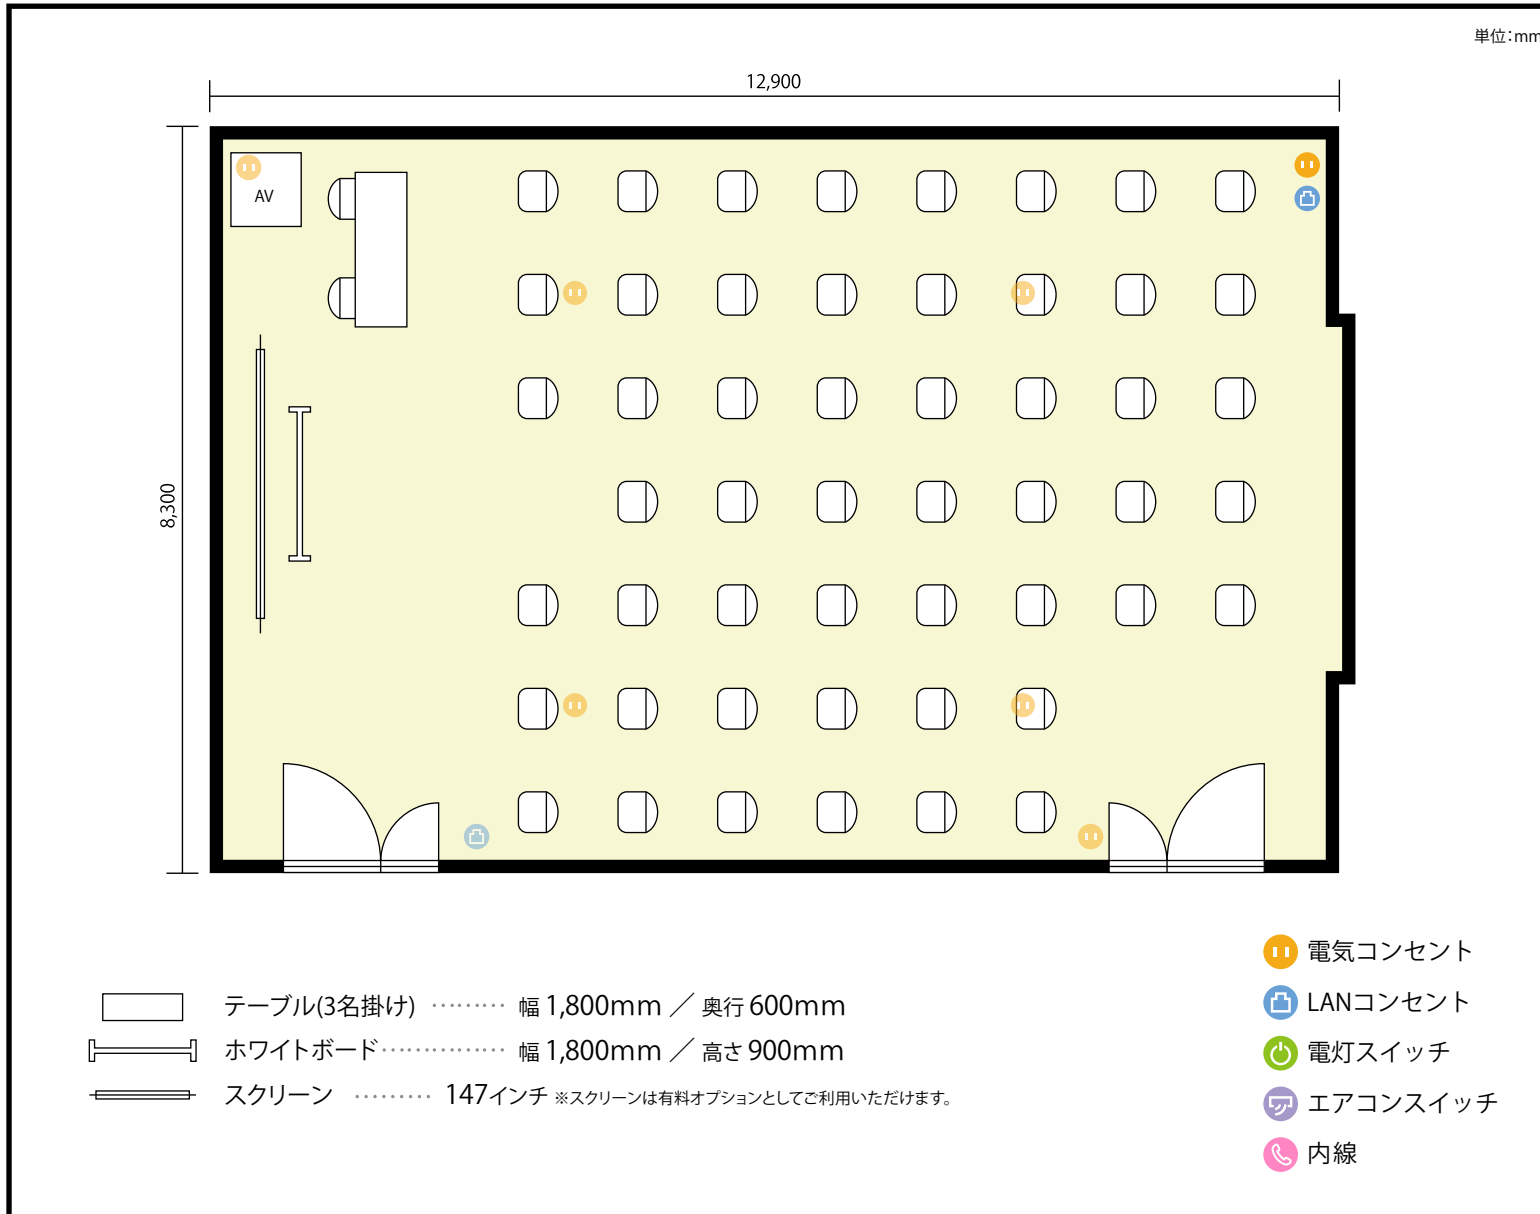 単位：mm
12,900
AV
8,300
テーブル(3名掛け) ········· 幅 1,800mm ／ 奥行 600mm
ホワイトボード ··············· 幅 1,800mm ／ 高さ 900mm
スクリーン ········· 147インチ ※スクリーンは有料オプションとしてご利用いただけます。
電気コンセント
LANコンセント
電灯スイッチ
エアコンスイッチ
内線